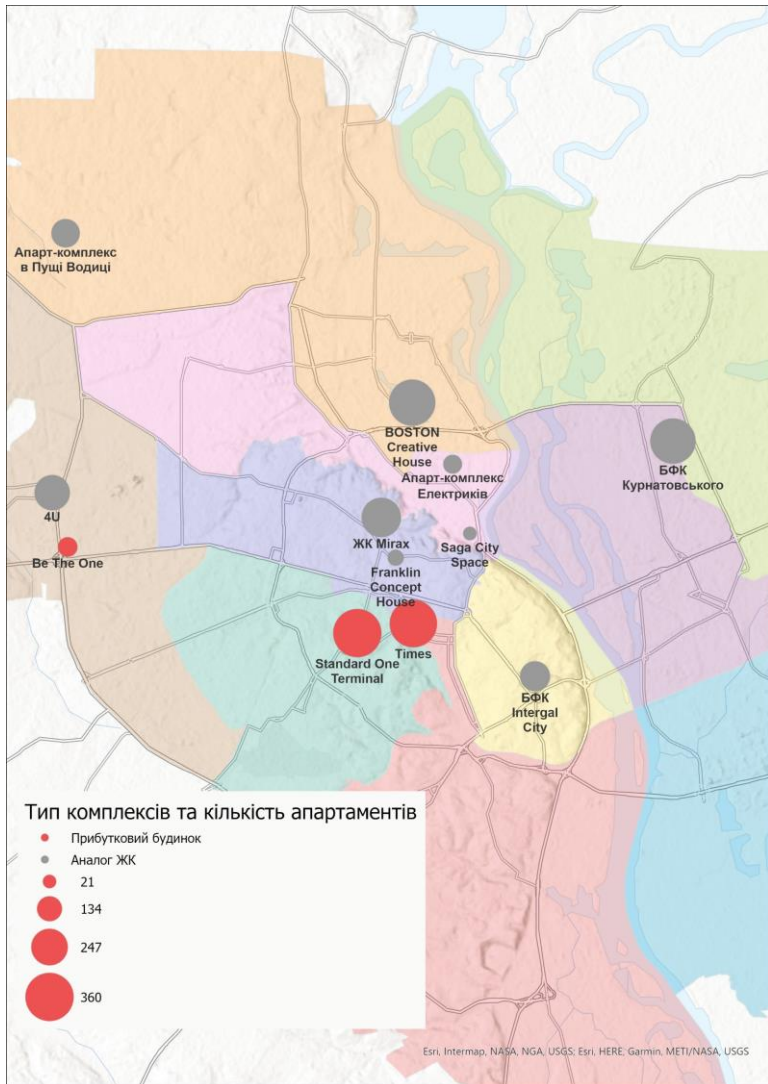 Апарт-комплекс
в Пущі Водиці
BOSTON
Creative
House
Апарт-комплекс
Електриків
БФК
Курнатовського
4U
Be The One
ЖК Mirax
Saga City
Space
Franklin
Concept
House
Times
Standard One
Terminal
БФК
Intergal
City
Тип комплексів та кількість апартаментів
Прибутковий будинок
Аналог ЖК
21
134
247
360
Esri, Intermap, NASA, NGA, USGS; Esri, HERE, Garmin, METI/NASA, USGS